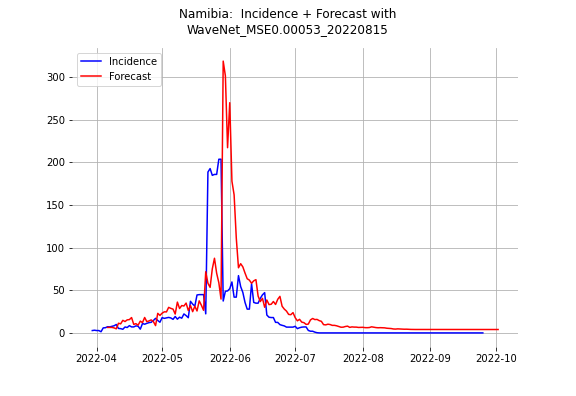 Namibia:  Incidence + Forecast with
WaveNet_MSE0.00053_20220815
Incidence
Forecast
300
250
200
150
100
50
0
2022-04 2022-05 2022-06 2022-07 2022-08 2022-09 2022-10